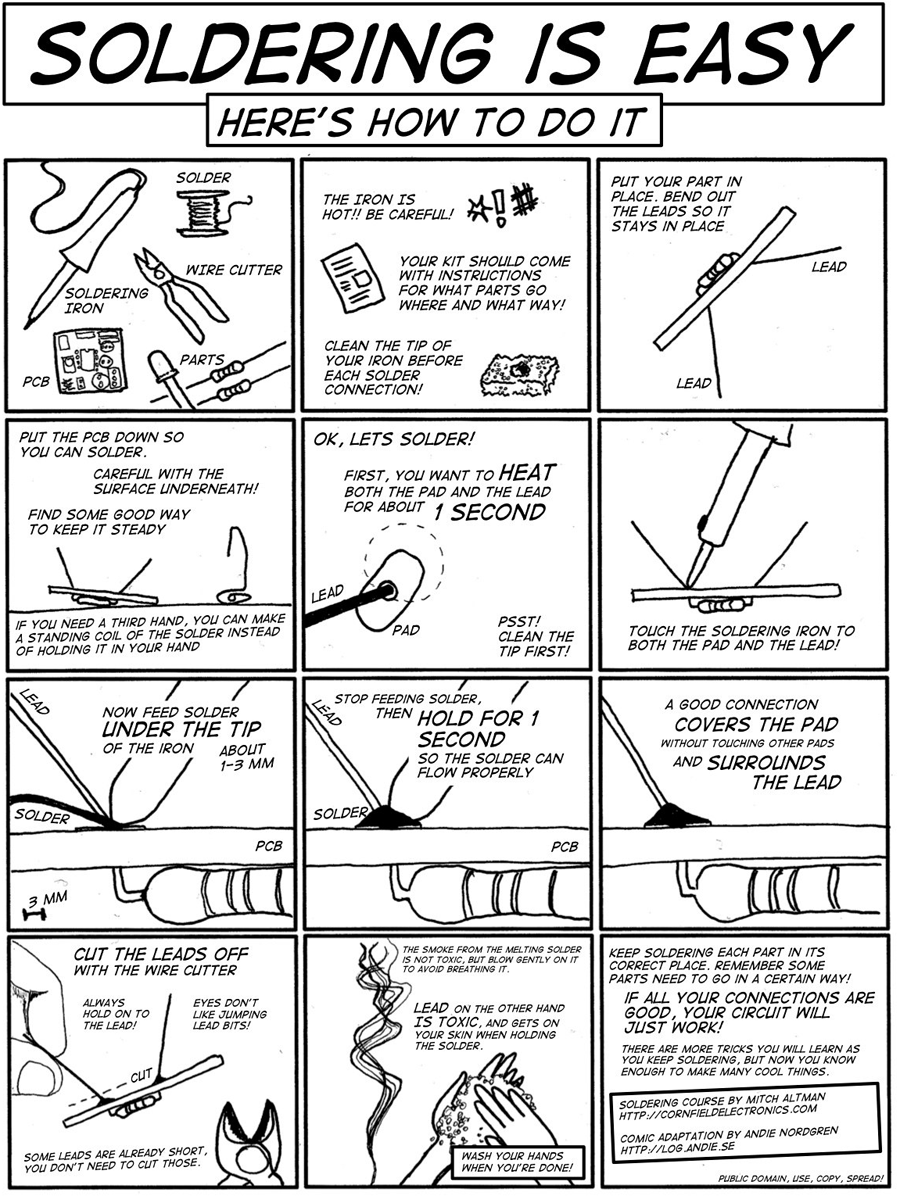 SOLDERING IS EASY
HERE'S HOW TO DO IT
SOLDER
WIRE CUTTER
SOLDERING
IRON
PARTS
PCB
THE IRON IS
HOT!! BE CAREFUL!
YOUR KIT SHOULD COME
WITH INSTRUCTIONS
FOR WHAT PARTS GO
WHERE AND WHAT WAY!
CLEAN THE TIP OF
YOUR IRON BEFORE
EACH SOLDER
CONNECTION!
PUT YOUR PART IN
PLACE. BEND OUT
THE LEADS SO IT
STAYS IN PLACE
LEAD
LEAD
PUT THE PCB DOWN SO
YOU CAN SOLDER.
CAREFUL WITH THE
SURFACE UNDERNEATH!
FIND SOME GOOD WAY
TO KEEP IT STEADY
IF YOU NEED A THIRD HAND, YOU CAN MAKE
A STANDING COIL OF THE SOLDER INSTEAD
OF HOLDING IT IN YOUR HAND
OK, LETS SOLDER!
FIRST, YOU WANT TO HEAT
BOTH THE PAD AND THE LEAD
FOR ABOUT 1 SECOND
LEAD
PAD
PSST!
CLEAN THE
TIP FIRST!
TOUCH THE SOLDERING IRON TO
BOTH THE PAD AND THE LEAD!
LEAD
NOW FEED SOLDER
UNDER THE TIP
OF THE IRON ABOUT
1-3 MM
SOLDER
PCB
3 MM
LEAD
STOP FEEDING SOLDER,
THEN HOLD FOR 1
SECOND
SO THE SOLDER CAN
FLOW PROPERLY
SOLDER
PCB
A GOOD CONNECTION
COVERS THE PAD
WITHOUT TOUCHING OTHER PADS
AND SURROUNDS
THE LEAD
CUT THE LEADS OFF
WITH THE WIRE CUTTER
ALWAYS
HOLD ON TO
THE LEAD!
EYES DON'T
LIKE JUMPING
LEAD BITS!
CUT
SOME LEADS ARE ALREADY SHORT,
YOU DON'T NEED TO CUT THOSE.
THE SMOKE FROM THE MELTING SOLDER
IS NOT TOXIC, BUT BLOW GENTLY ON IT
TO AVOID BREATHING IT.
LEAD ON THE OTHER HAND
IS TOXIC, AND GETS ON
YOUR SKIN WHEN HOLDING
THE SOLDER.
WASH YOUR HANDS
WHEN YOU'RE DONE!
KEEP SOLDERING EACH PART IN ITS
CORRECT PLACE. REMEMBER SOME
PARTS NEED TO GO IN A CERTAIN WAY!
IF ALL YOUR CONNECTIONS ARE
GOOD, YOUR CIRCUIT WILL
JUST WORK!
THERE ARE MORE TRICKS YOU WILL LEARN AS
YOU KEEP SOLDERING, BUT NOW YOU KNOW
ENOUGH TO MAKE MANY COOL THINGS.
SOLDERING COURSE BY MITCH ALTMAN
HTTP://CORNFIELDELECTRONICS.COM
COMIC ADAPTATION BY ANDIE NORDGREN
HTTP://LOG.ANDIE.SE
PUBLIC DOMAIN, USE, COPY, SPREAD!